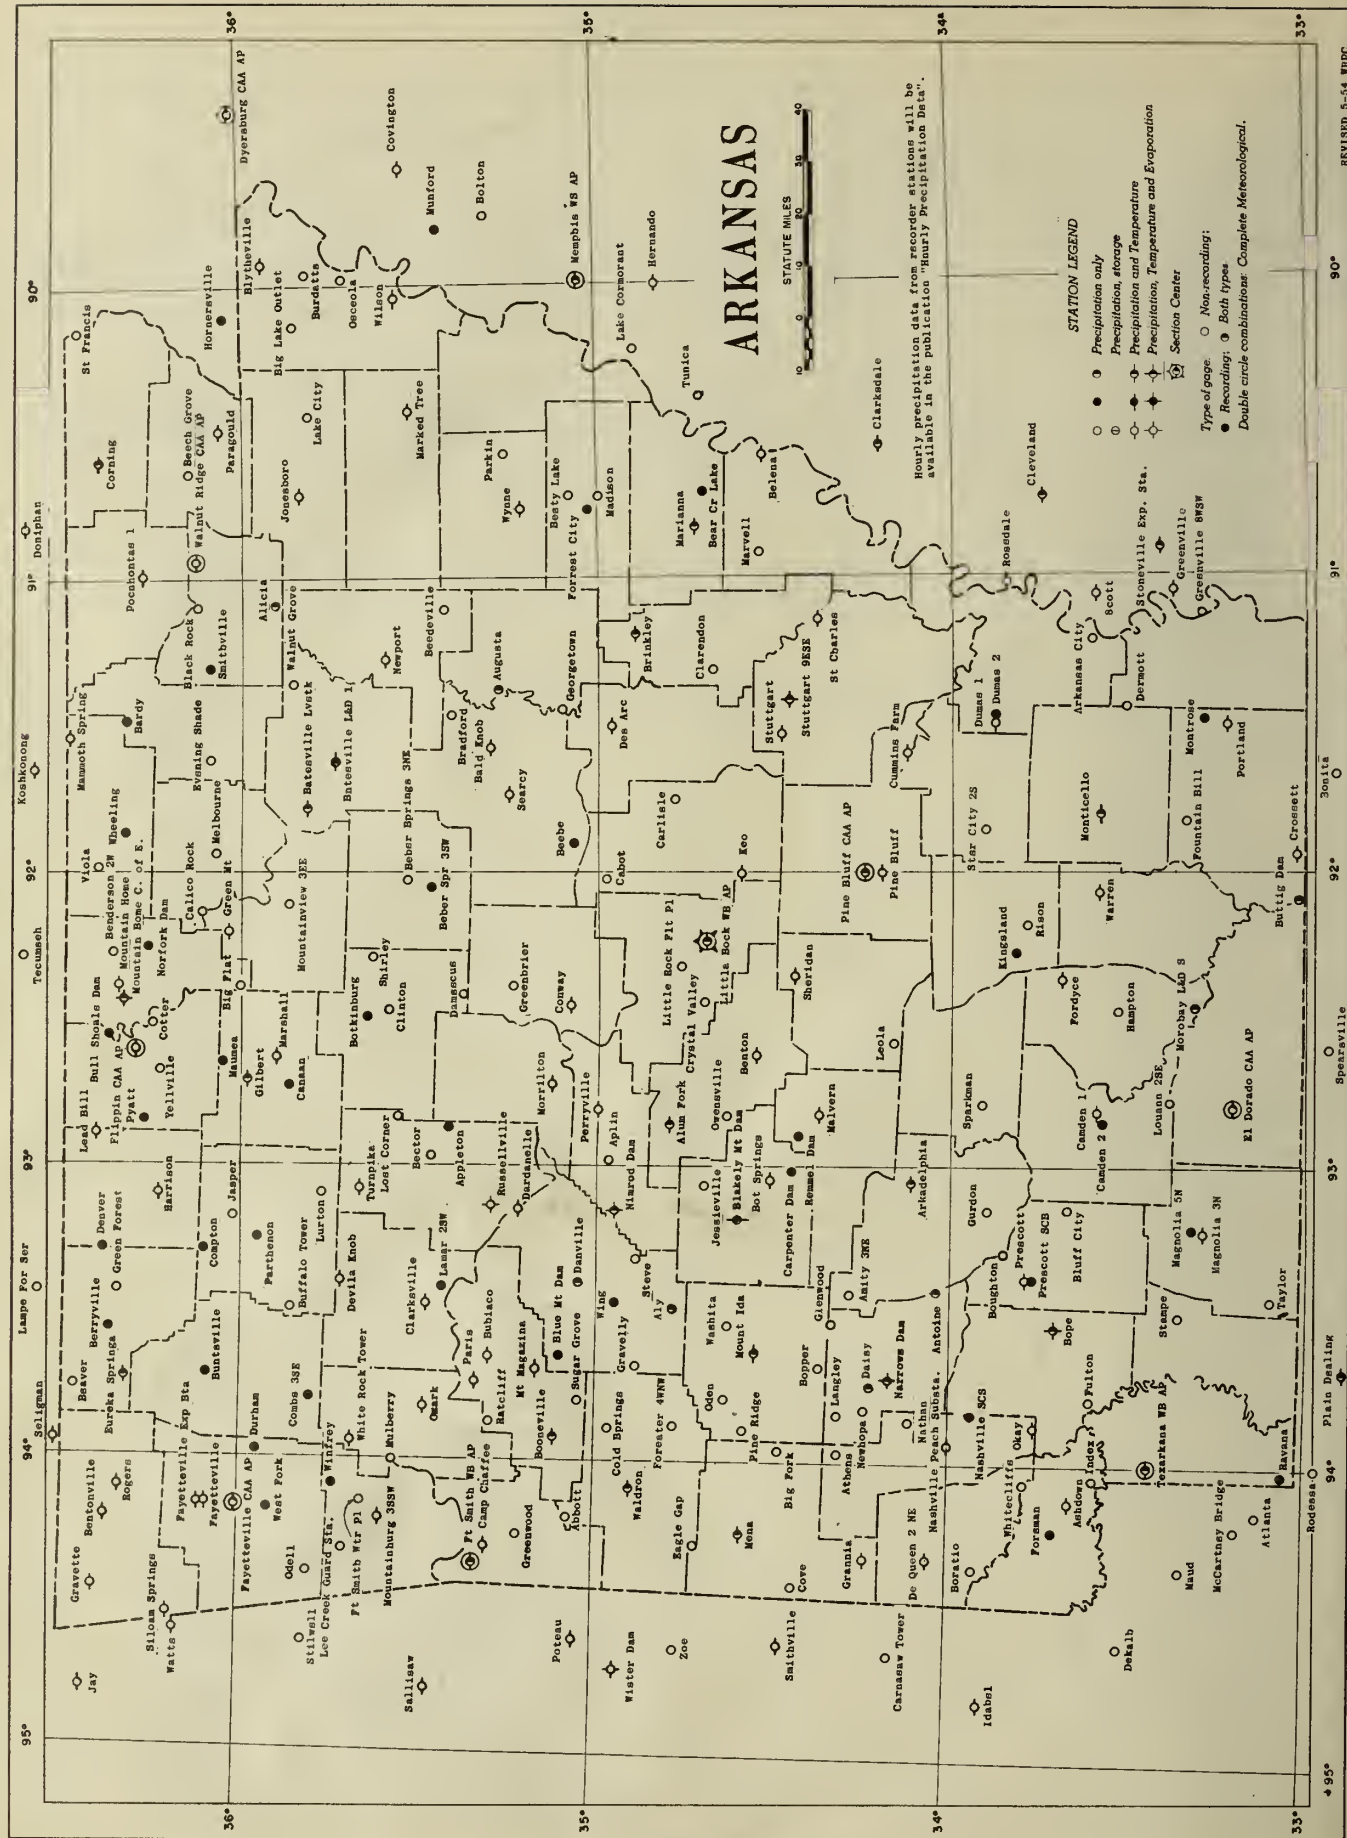 ARKANSAS
STATUTE MILES
10 0 10 20 30 40
Hourly precipitation data from recorder stations will be
available in the publication "Hourly Precipitation Data".
STATION LEGEND
Precipitation only
Precipitation, storage
Precipitation and Temperature
Precipitation, Temperature and Evaporation
Section Center
Type of gage: Non-recording;
Recording; Both types
Double circle combinations: Complete Meteorological.
REVISED 5-54 WRPC
95° 94° 93° 92° 91° 90°
36° 35° 34° 33°
Seligman
Lampe For Ser
Tecumseh
Koshkonong
Doniphan
Jay
Gravette
Bentonville
Rogers
Siloam Springs
Watts
Beaver
Eureka Springs
Berryville
Denver
Green Forest
Lead Hill
Bull Shoals Dam
Flippin CAA AP
Pyatt
Yellville
Cotter
Harrison
Viola
Henderson 2W
Wheeling
Mountain Home
Mountain Home C. of E.
Norfork Dam
Calico Rock
Melbourne
Green Mt
Big Flat
Mammoth Spring
Hardy
Evening Shade
Pocahontas 1
Black Rock
Smithville
Corning
Beech Grove
Walnut Ridge CAA AP
Paragould
St Francis
Hornersville
Blytheville
Dyersburg CAA AP
Fayetteville Exp Sta
Fayetteville
Fayetteville CAA AP
Durham
West Fork
Huntsville
Combs 3SE
Winfrey
White Rock Tower
Compton
Jasper
Parthenon
Buffalo Tower
Lurton
Devils Knob
Maumea
Gilbert
Marshall
Canaan
Mountainview 3EE
Batesville Lvstk
Batesville L&D 1
Alicia
Walnut Grove
Newport
Jonesboro
Lake City
Big Lake Outlet
Burdatts
Osceola
Wilson
Covington
Odell
Stilwell
Lee Creek Guard Sta.
Ft Smith Wtr Pl
Mountainburg 3SSW
Mulberry
Sallisaw
Ft Smith WB AP
Camp Chaffee
Greenwood
Ozark
Ratcliff
Paris
Subiaco
Clarksville
Lamar 2SW
Turnpike
Lost Corner
Hector
Appleton
Russellville
Dardanelle
Botkinburg
Shirley
Clinton
Damascus
Greenbrier
Conway
Morrilton
Perryville
Heber Springs 3NE
Heber Spr 3SW
Bradford
Bald Knob
Searcy
Beebe
Beedeville
Augusta
Georgetown
Marked Tree
Parkin
Wynne
Besty Lake
Forrest City
Madison
Munford
Bolton
Memphis WS AP
Poteau
Wister Dam
Zoe
Smithville
Carnasaw Tower
Idabel
Dekalb
Booneville
Mt Magazine
Blue Mt Dam
Sugar Grove
Danville
Abbott
Waldron
Cold Springs
Gravelly
Wing
Nimrod Dam
Aplin
Steve
Aly
Foreater 4WNW
Eagle Gap
Mena
Oden
Pine Ridge
Big Fork
Washita
Mount Ida
Jessieville
Blakely Mt Dam
Hot Springs
Carpenter Dam
Remmel Dam
Alum Fork
Owensville
Benton
Malvern
Crystal Valley
Little Rock Flt Pl
Little Rock WB AP
Cabot
Carlisle
Keo
Des Arc
Brinkley
Clarendon
Stuttgart
Stuttgart 9ESE
St Charles
Marianna
Bear Cr Lake
Marvell
Helena
Tunica
Lake Cormorant
Hernando
Clarksdale
Cove
Grannis
De Queen 2 NE
Horatio
Athens
Newhope
Langley
Hopper
Daisy
Narrows Dam
Nathan
Nashville Peach Substa.
Nashville SCS
Antoine
Glenwood
Amity 3NE
Arkadelphia
Gurdon
Sparkman
Leola
Sheridan
Pine Bluff CAA AP
Pine Bluff
Cummins Farm
Star City 2S
Dumas 1
Dumas 2
Rosedale
Cleveland
Scott
Stoneville Exp. Sta.
Greenville
Greenville 8WSW
Arkansas City
Dermott
Montrose
Portland
Monticello
Fountain Hill
Crossett
Bonita
Warren
Kingsland
Rison
Fordyce
Hampton
Morobay L&D 8
Huttig Dam
Camden 1
Camden 2
Louann 2SE
El Dorado CAA AP
Spearsville
Whitecliffs
Okay
Foreman
Ashdown
Index
Fulton
Hope
Boughton
Prescott
Prescott SCB
Bluff City
Magnolia 5N
Magnolia 3N
Stamps
Taylor
Texarkana WB AP
Maud
McCartney Bridge
Atlanta
Ravana
Rodessa
Plain Dealing